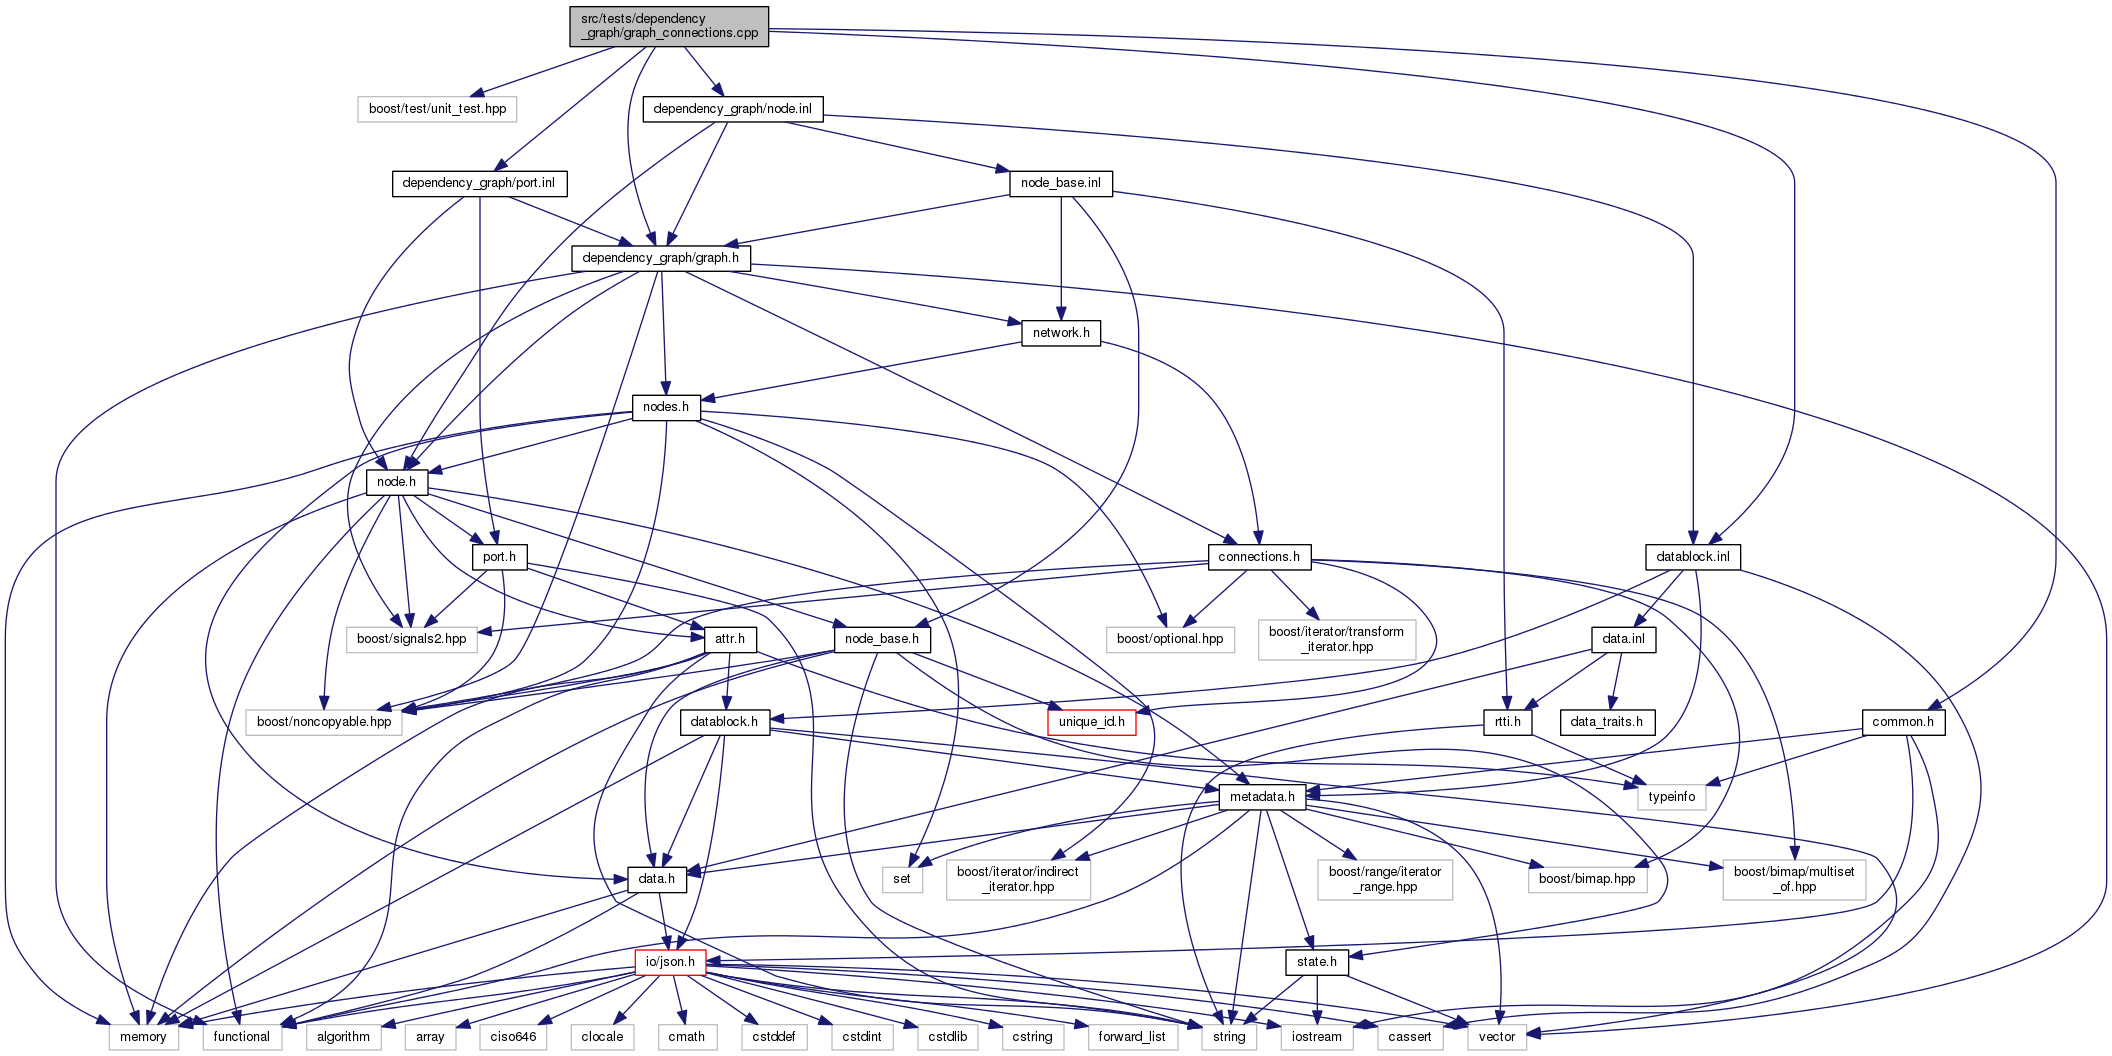 src/tests/dependency
_graph/graph_connections.cpp
boost/test/unit_test.hpp
dependency_graph/node.inl
dependency_graph/port.inl
node_base.inl
dependency_graph/graph.h
network.h
nodes.h
node.h
port.h
connections.h
datablock.inl
boost/signals2.hpp
attr.h
node_base.h
boost/optional.hpp
boost/iterator/transform
_iterator.hpp
data.inl
boost/noncopyable.hpp
datablock.h
unique_id.h
rtti.h
data_traits.h
common.h
metadata.h
typeinfo
data.h
set
boost/iterator/indirect
_iterator.hpp
boost/range/iterator
_range.hpp
boost/bimap.hpp
boost/bimap/multiset
_of.hpp
io/json.h
state.h
memory
functional
algorithm
array
ciso646
clocale
cmath
cstddef
cstdint
cstdlib
cstring
forward_list
string
iostream
cassert
vector